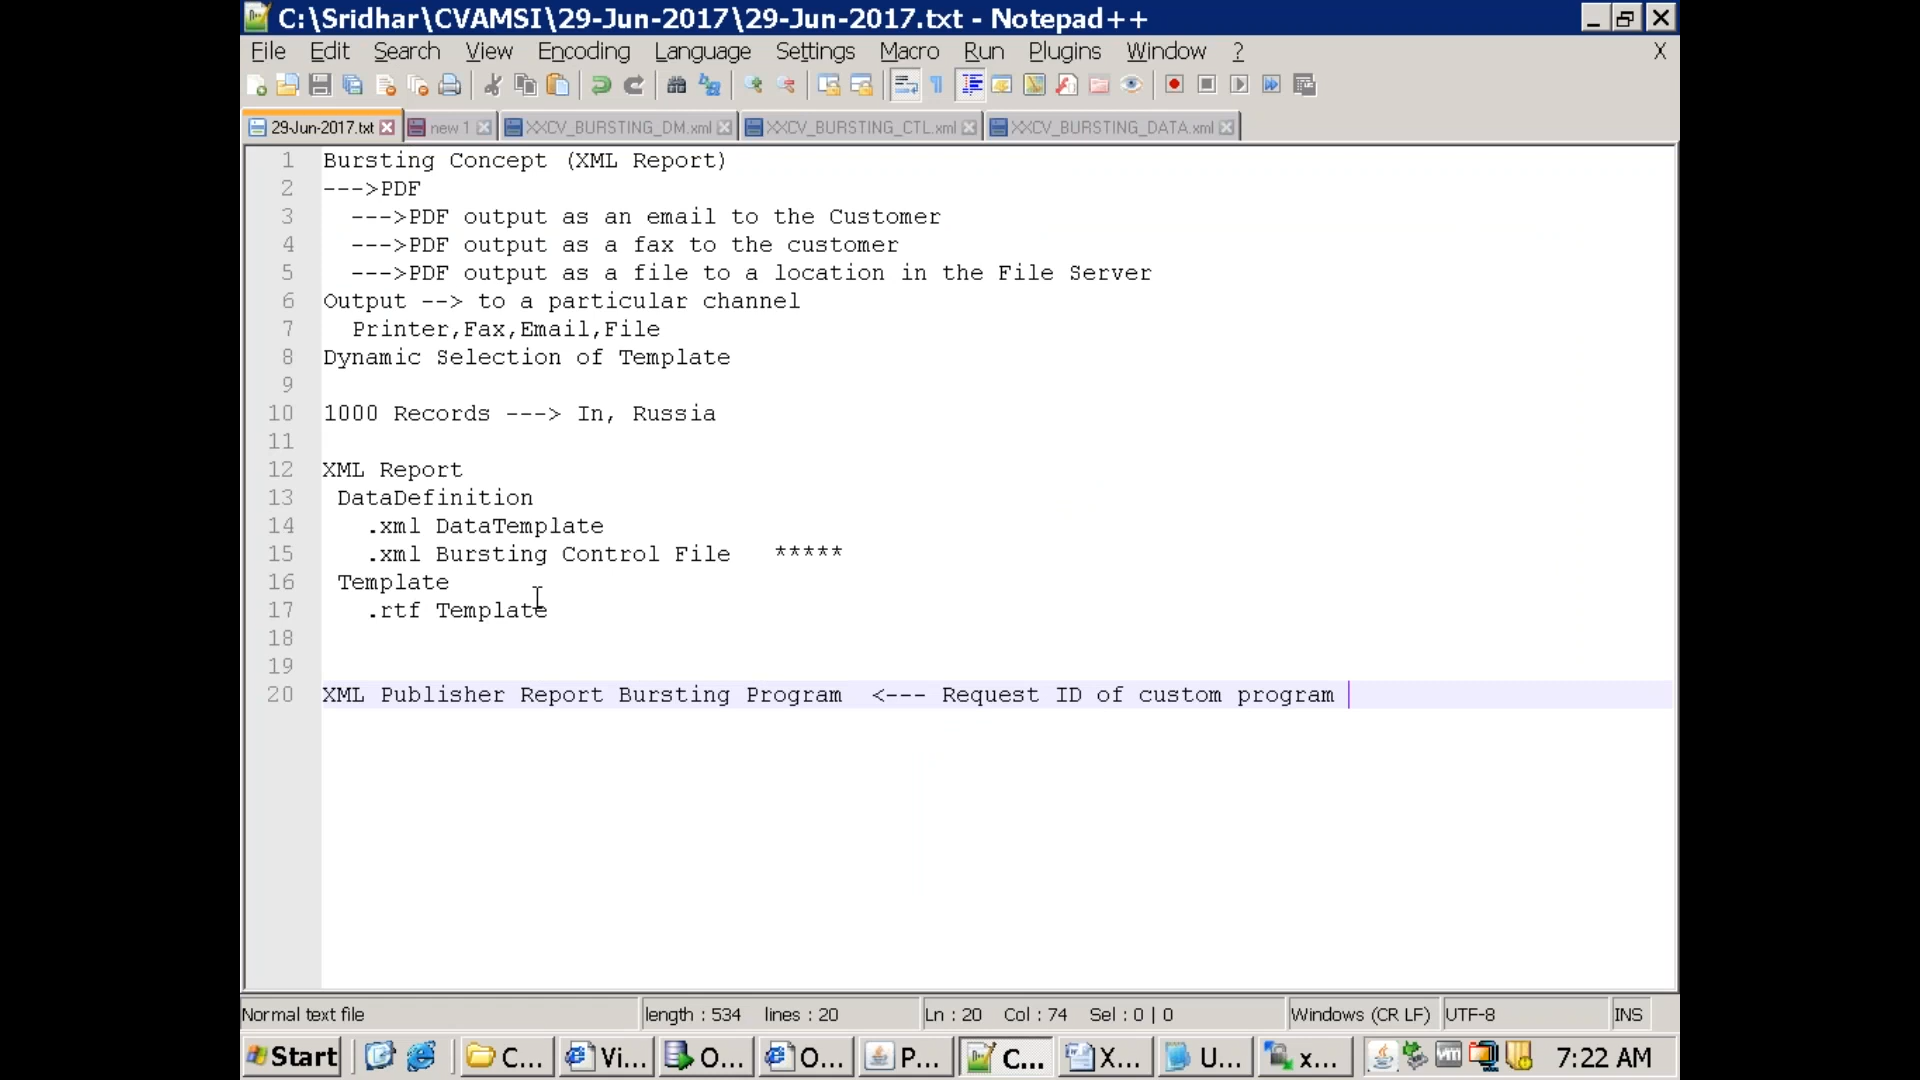 C:\Sridhar\CVAMSI\29-Jun-2017\29-Jun-2017.txt - Notepad++
File Edit Search View Encoding Language Settings Macro Run Plugins Window ? X
29-Jun-2017.txt new 1 XXCV_BURSTING_DM.xml XXCV_BURSTING_CTL.xml XXCV_BURSTING_DATA.xml
1 Bursting Concept (XML Report)
2 --->PDF
3 --->PDF output as an email to the Customer
4 --->PDF output as a fax to the customer
5 --->PDF output as a file to a location in the File Server
6 Output --> to a particular channel
7 Printer,Fax,Email,File
8 Dynamic Selection of Template
9
10 1000 Records ---> In, Russia
11
12 XML Report
13 DataDefinition
14 .xml DataTemplate
15 .xml Bursting Control File *****
16 Template
17 .rtf Template
18
19
20 XML Publisher Report Bursting Program <--- Request ID of custom program
Normal text file length : 534 lines : 20 Ln : 20 Col : 74 Sel : 0 | 0 Windows (CR LF) UTF-8 INS
Start C... Vi... O... O... P... C... X... U... x... 7:22 AM